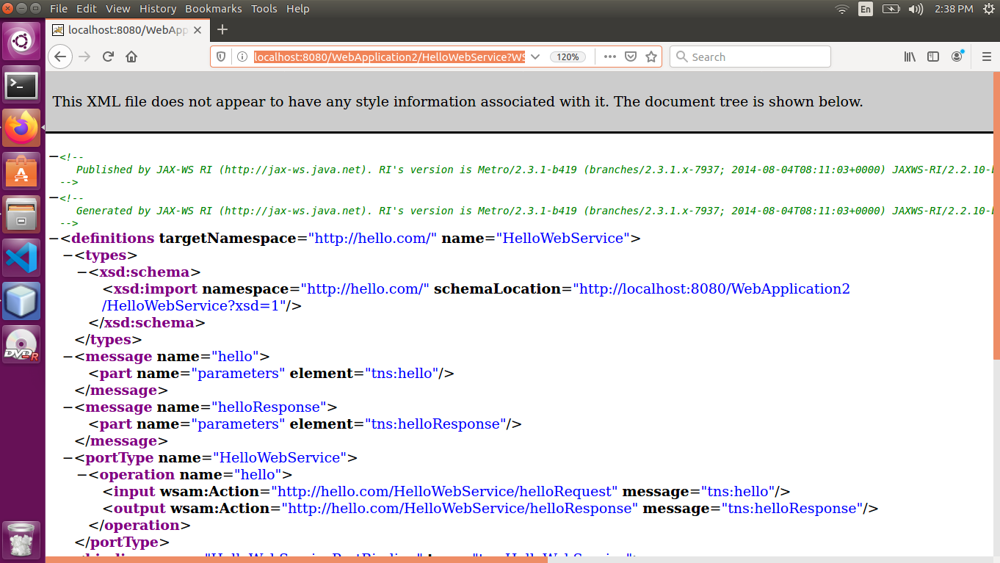 File Edit View History Bookmarks Tools Help En 2:38 PM
localhost:8080/WebApp
localhost:8080/WebApplication2/HelloWebService?WS 120% Search
This XML file does not appear to have any style information associated with it. The document tree is shown below.
−<!--
Published by JAX-WS RI (http://jax-ws.java.net). RI's version is Metro/2.3.1-b419 (branches/2.3.1.x-7937; 2014-08-04T08:11:03+0000) JAXWS-RI/2.2.10-b
-->
−<!--
Generated by JAX-WS RI (http://jax-ws.java.net). RI's version is Metro/2.3.1-b419 (branches/2.3.1.x-7937; 2014-08-04T08:11:03+0000) JAXWS-RI/2.2.10-b
-->
−<definitions targetNamespace="http://hello.com/" name="HelloWebService">
−<types>
−<xsd:schema>
<xsd:import namespace="http://hello.com/" schemaLocation="http://localhost:8080/WebApplication2
/HelloWebService?xsd=1"/>
</xsd:schema>
</types>
−<message name="hello">
<part name="parameters" element="tns:hello"/>
</message>
−<message name="helloResponse">
<part name="parameters" element="tns:helloResponse"/>
</message>
−<portType name="HelloWebService">
−<operation name="hello">
<input wsam:Action="http://hello.com/HelloWebService/helloRequest" message="tns:hello"/>
<output wsam:Action="http://hello.com/HelloWebService/helloResponse" message="tns:helloResponse"/>
</operation>
</portType>
DVD-R